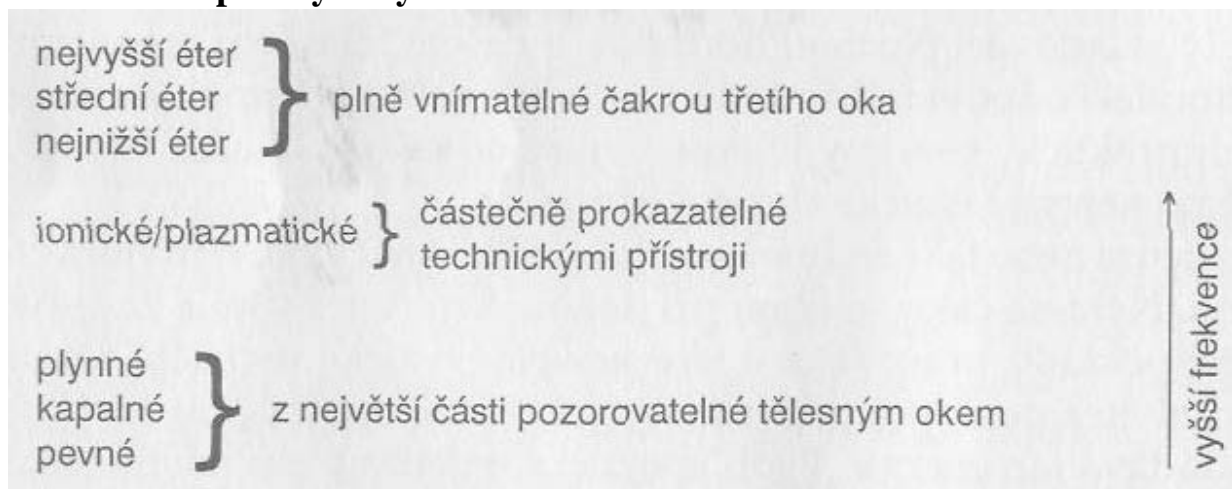 nejvyšší éter
střední éter
nejnižší éter
plně vnímatelné čakrou třetího oka
ionické/plazmatické
částečně prokazatelné
technickými přístroji
plynné
kapalné
pevné
z největší části pozorovatelné tělesným okem
vyšší frekvence